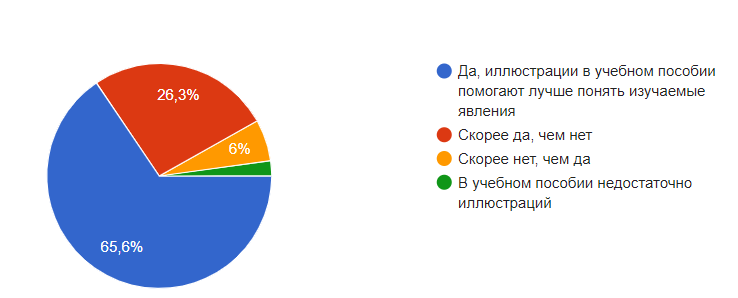 26,3%
6%
65,6%
Да, иллюстрации в учебном пособии
помогают лучше понять изучаемые
явления
Скорее да, чем нет
Скорее нет, чем да
В учебном пособии недостаточно
иллюстраций